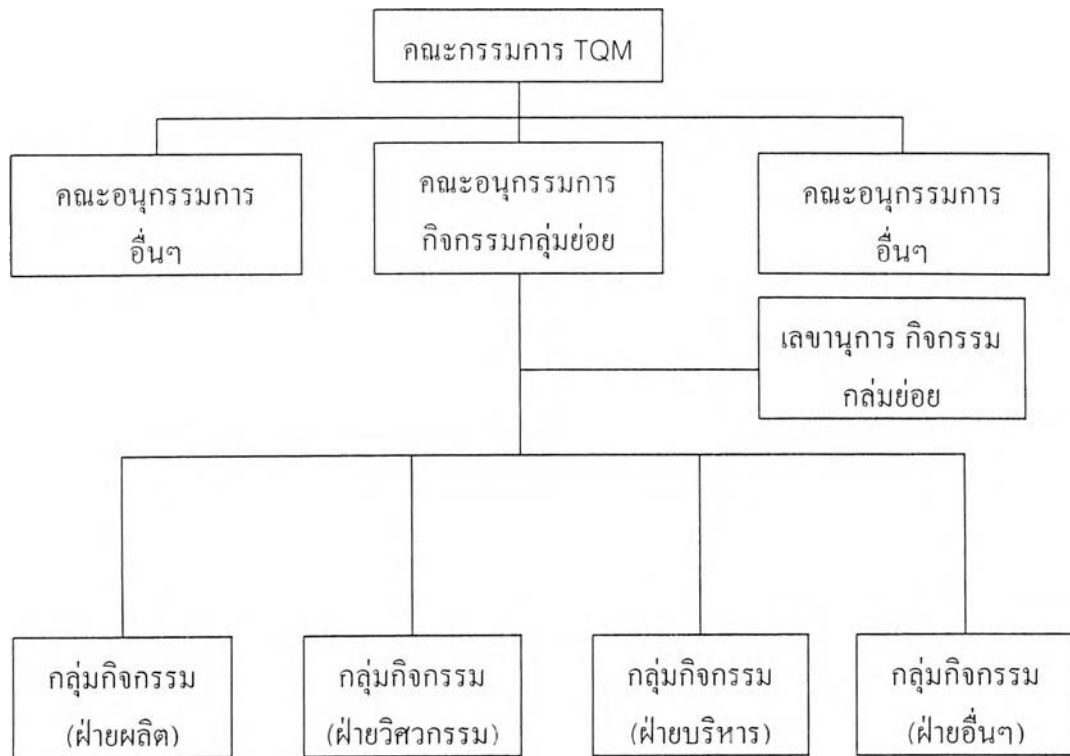 คณะกรรมการ TQM
คณะอนุกรรมการ
อื่นๆ
คณะอนุกรรมการ
กิจกรรมกลุ่มย่อย
คณะอนุกรรมการ
อื่นๆ
เลขานุการ กิจกรรม
กล่มย่อย
กลุ่มกิจกรรม
(ฝ่ายผลิต)
กลุ่มกิจกรรม
(ฝ่ายวิศวกรรม)
กลุ่มกิจกรรม
(ฝ่ายบริหาร)
กลุ่มกิจกรรม
(ฝ่ายอื่นๆ)